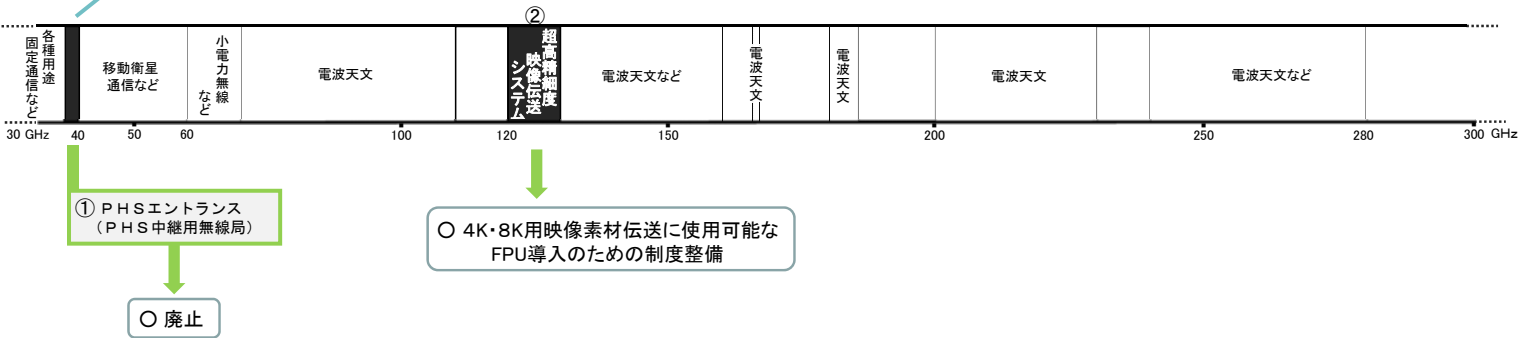 ②
各種用途
固定通信など
移動衛星
通信など
小電力無線
など
電波天文
超高精細度
映像伝送
システム
電波天文など
電波天文
電波天文
電波天文
電波天文など
30 GHz 40 50 60 100 120 150 200 250 280 300 GHz
① PHSエントランス
(PHS中継用無線局)
○ 4K・8K用映像素材伝送に使用可能な
FPU導入のための制度整備
○ 廃止